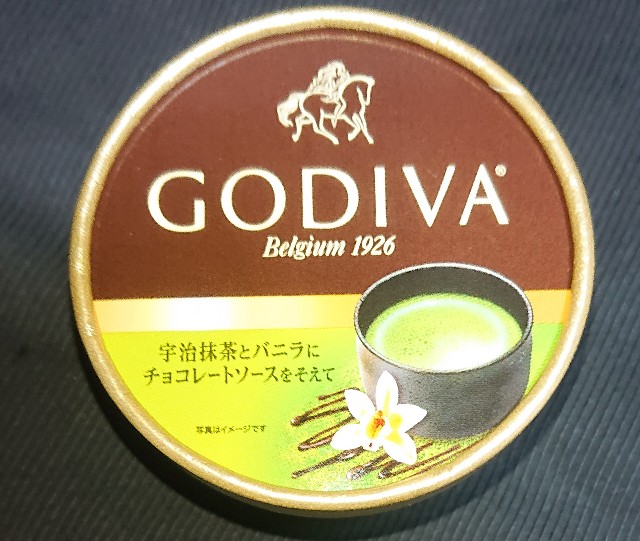 GODIVA®
Belgium 1926
宇治抹茶とバニラに
チョコレートソースをそえて
写真はイメージです